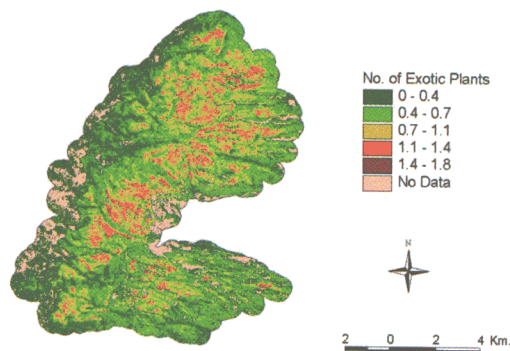 No. of Exotic Plants
0 - 0.4
0.4 - 0.7
0.7 - 1.1
1.1 - 1.4
1.4 - 1.8
No Data
N
2 0 2 4 Km.